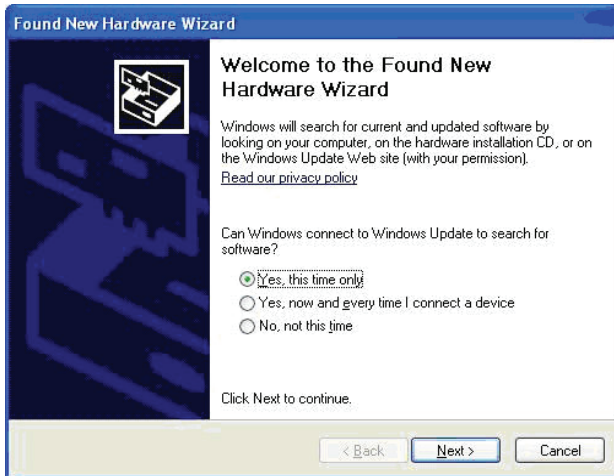 Found New Hardware Wizard
Welcome to the Found New
Hardware Wizard
Windows will search for current and updated software by
looking on your computer, on the hardware installation CD, or on
the Windows Update Web site (with your permission).
Read our privacy policy
Can Windows connect to Windows Update to search for
software?
Yes, this time only
Yes, now and every time I connect a device
No, not this time
Click Next to continue.
< Back Next > Cancel